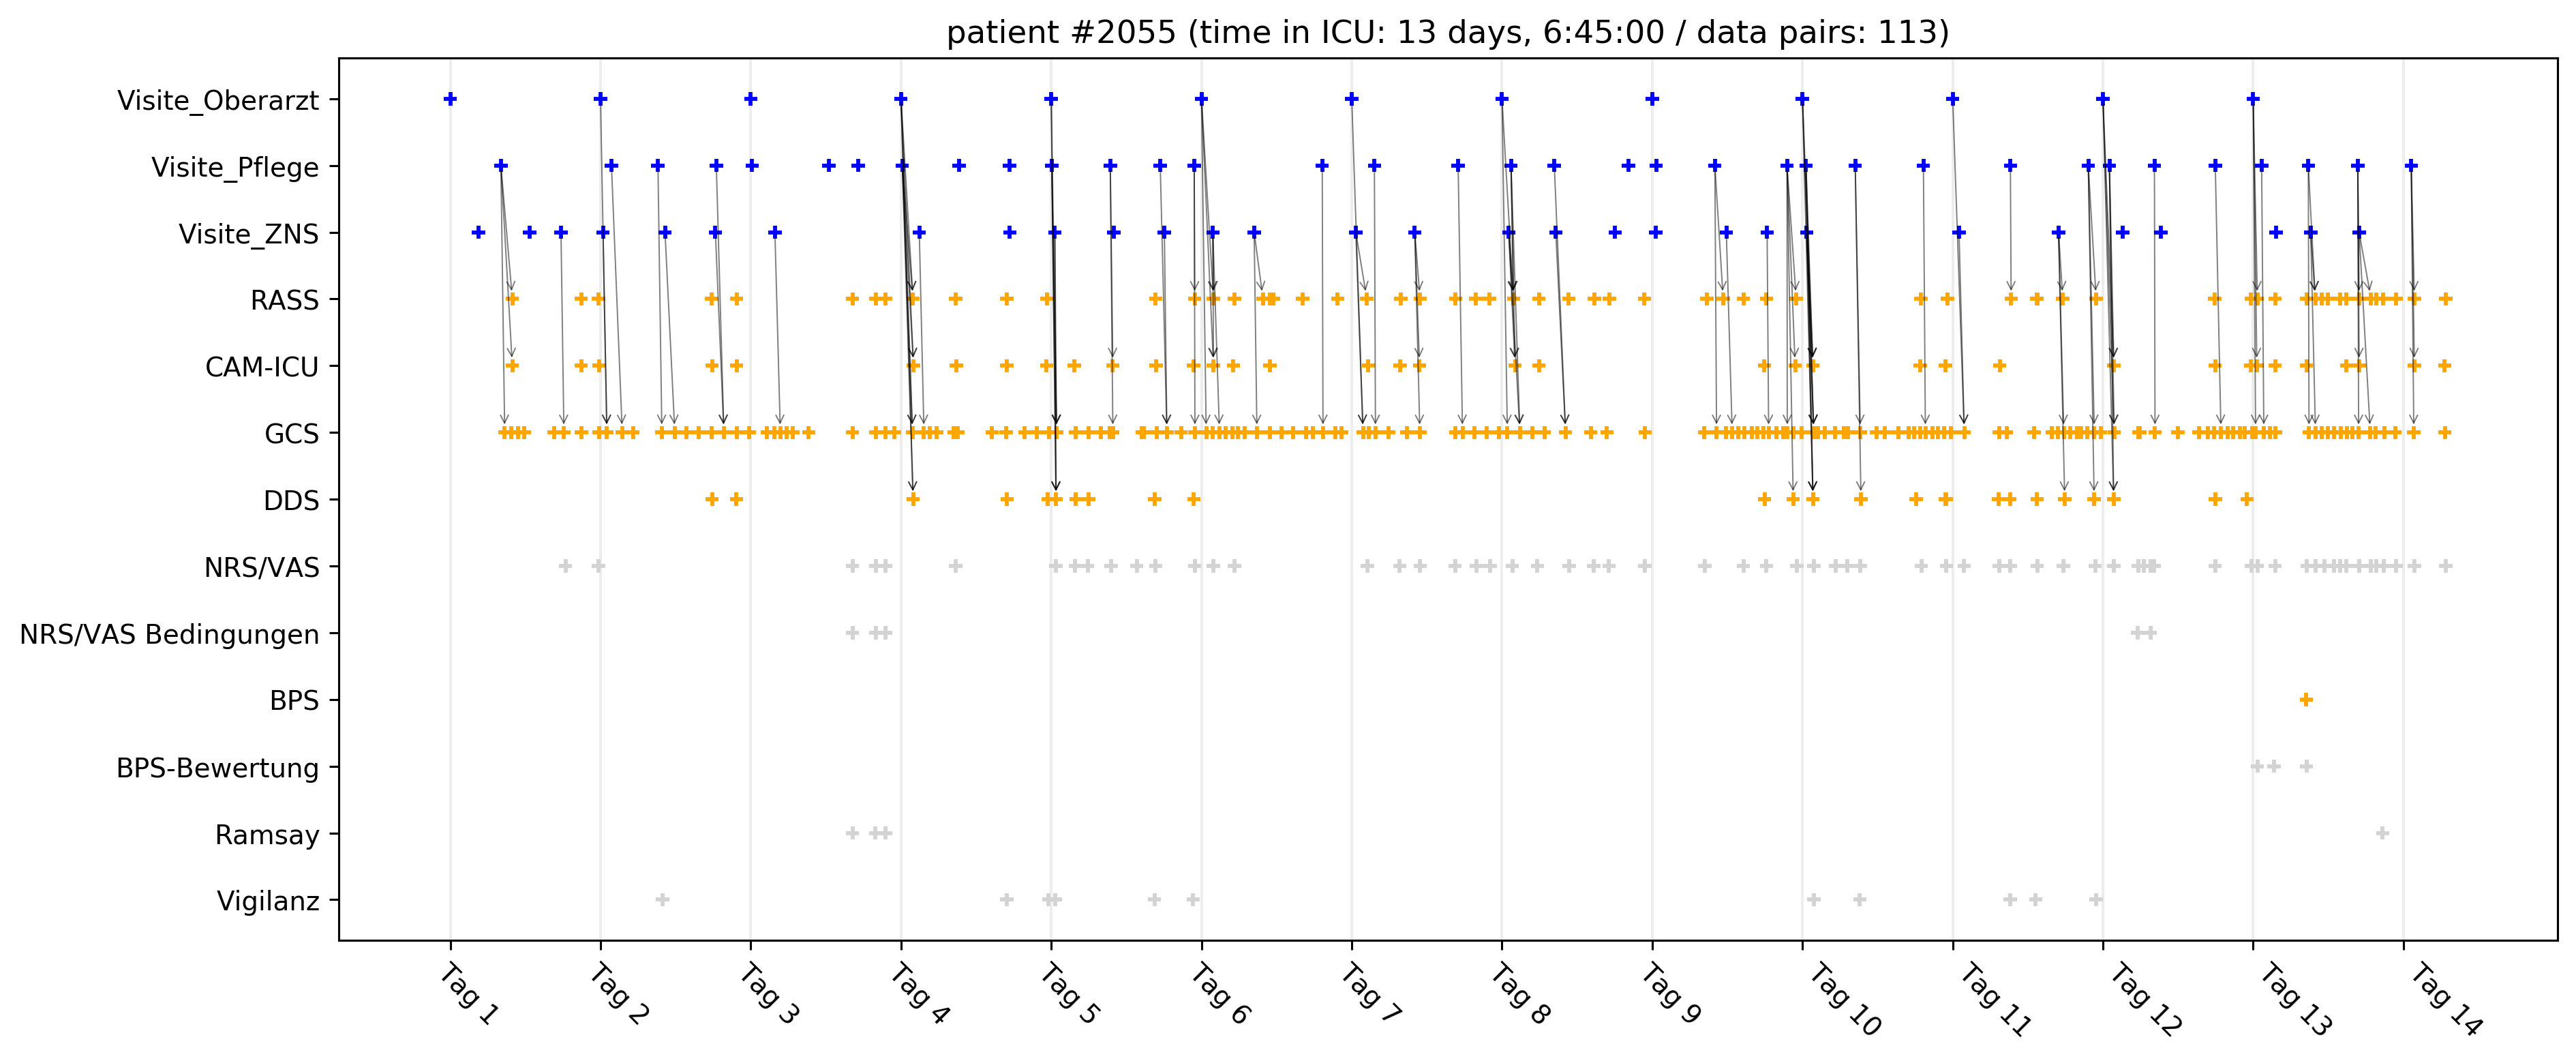 patient #2055 (time in ICU: 13 days, 6:45:00 / data pairs: 113)
Visite_Oberarzt
Visite_Pflege
Visite_ZNS
RASS
CAM-ICU
GCS
DDS
NRS/VAS
NRS/VAS Bedingungen
BPS
BPS-Bewertung
Ramsay
Vigilanz
Tag 1
Tag 2
Tag 3
Tag 4
Tag 5
Tag 6
Tag 7
Tag 8
Tag 9
Tag 10
Tag 11
Tag 12
Tag 13
Tag 14